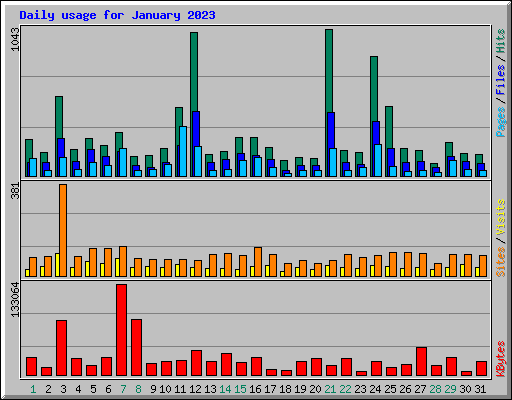 Daily usage for January 2023
1043
Pages / Files / Hits
381
Sites / Visits
133064
KBytes
1 2 3 4 5 6 7 8 9 10 11 12 13 14 15 16 17 18 19 20 21 22 23 24 25 26 27 28 29 30 31